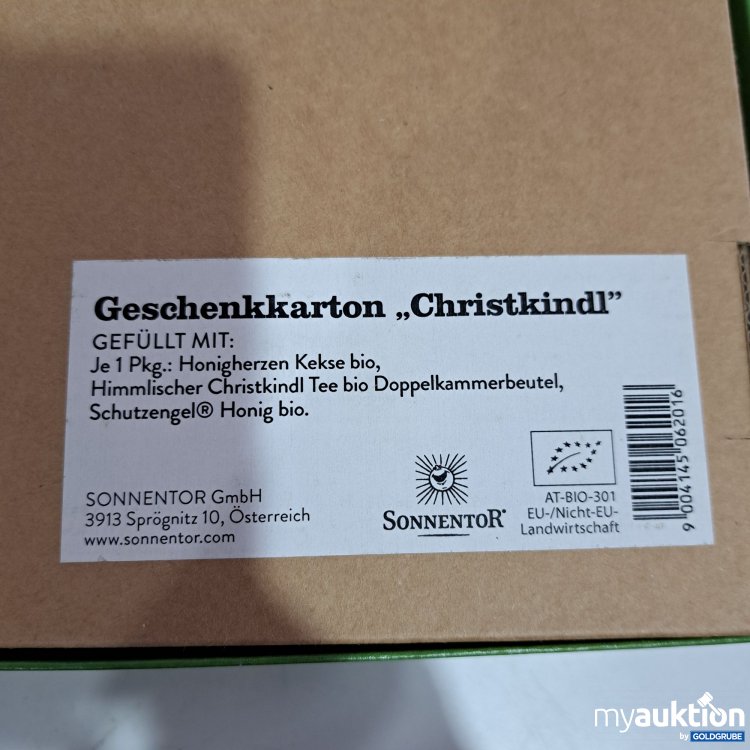 Geschenkkarton „Christkindl”
GEFÜLLT MIT:
Je 1 Pkg.: Honigherzen Kekse bio,
Himmlischer Christkindl Tee bio Doppelkammerbeutel,
Schutzengel® Honig bio.
SONNENTOR GmbH
3913 Sprögnitz 10, Österreich
www.sonnentor.com
SONNENTOR®
AT-BIO-301
EU-/Nicht-EU-
Landwirtschaft
9 004145 062016
myauktion
by GOLDGRUBE